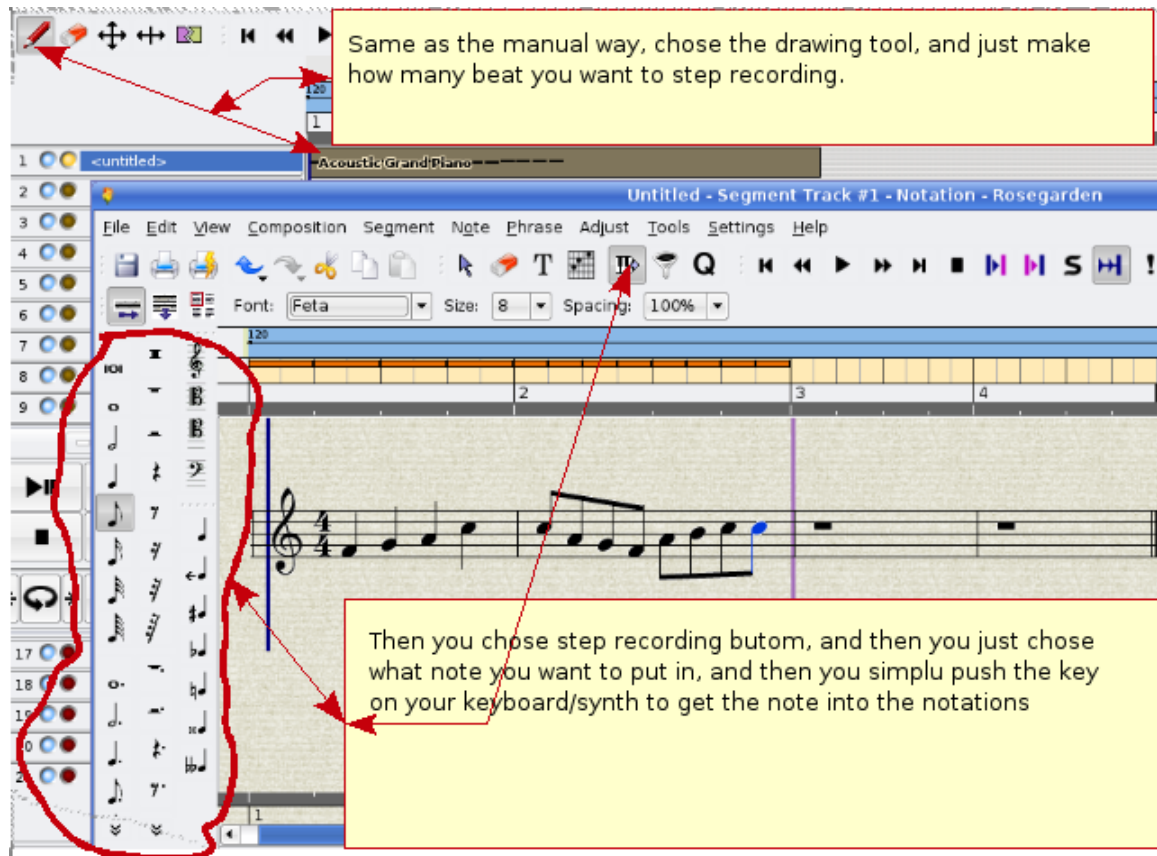 Same as the manual way, chose the drawing tool, and just make
how many beat you want to step recording.
120
1
1 <untitled> Acoustic Grand Piano
2 Untitled - Segment Track #1 - Notation - Rosegarden
3 File Edit View Composition Segment Note Phrase Adjust Tools Settings Help
4
5
6 Font: Feta Size: 8 Spacing: 100%
7 120
8
9 2 3 4
Then you chose step recording butom, and then you just chose
what note you want to put in, and then you simplu push the key
on your keyboard/synth to get the note into the notations
17
18
1